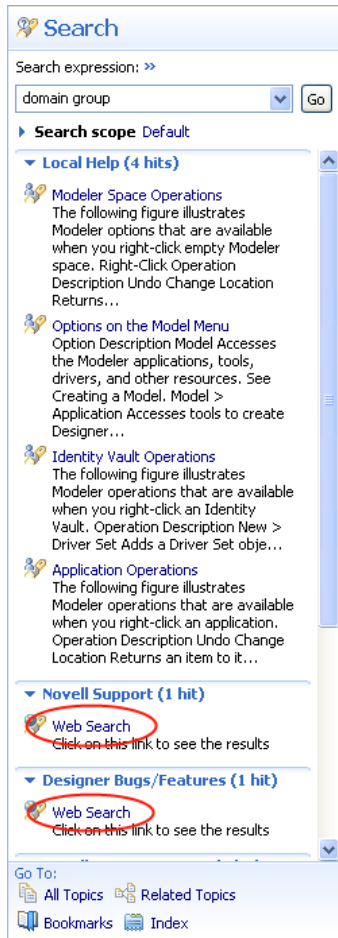 Search
Search expression: >>
domain group
Go
Search scope Default
Local Help (4 hits)
Modeler Space Operations
The following figure illustrates
Modeler options that are available
when you right-click empty Modeler
space. Right-Click Operation
Description Undo Change Location
Returns...
Options on the Model Menu
Option Description Model Accesses
the Modeler applications, tools,
drivers, and other resources. See
Creating a Model. Model >
Application Accesses tools to create
Designer...
Identity Vault Operations
The following figure illustrates
Modeler operations that are available
when you right-click an Identity
Vault. Operation Description New >
Driver Set Adds a Driver Set obje...
Application Operations
The following figure illustrates
Modeler operations that are available
when you right-click an application.
Operation Description Undo Change
Location Returns an item to it...
Novell Support (1 hit)
Web Search
Click on this link to see the results
Designer Bugs/Features (1 hit)
Web Search
Click on this link to see the results
Go To:
All Topics Related Topics
Bookmarks Index